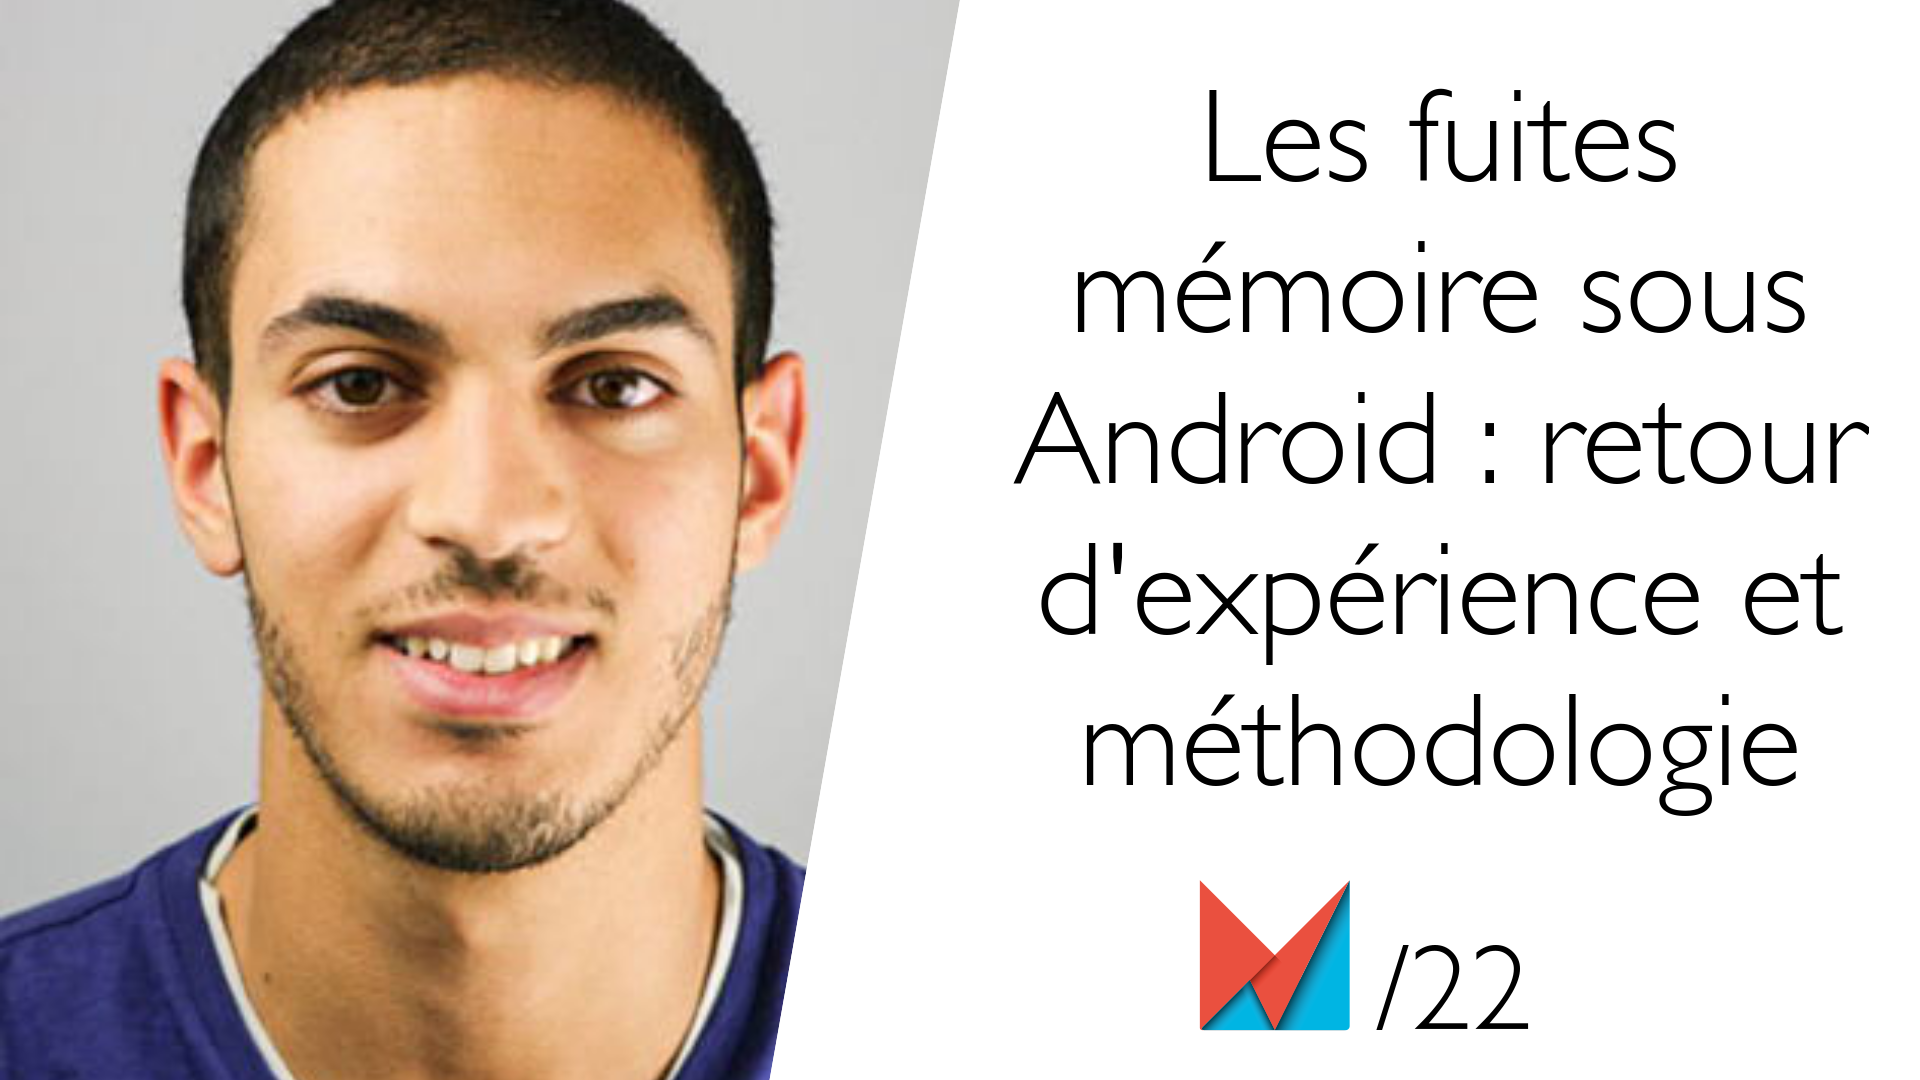 Les fuites
mémoire sous
Android : retour
d'expérience et
méthodologie
/22